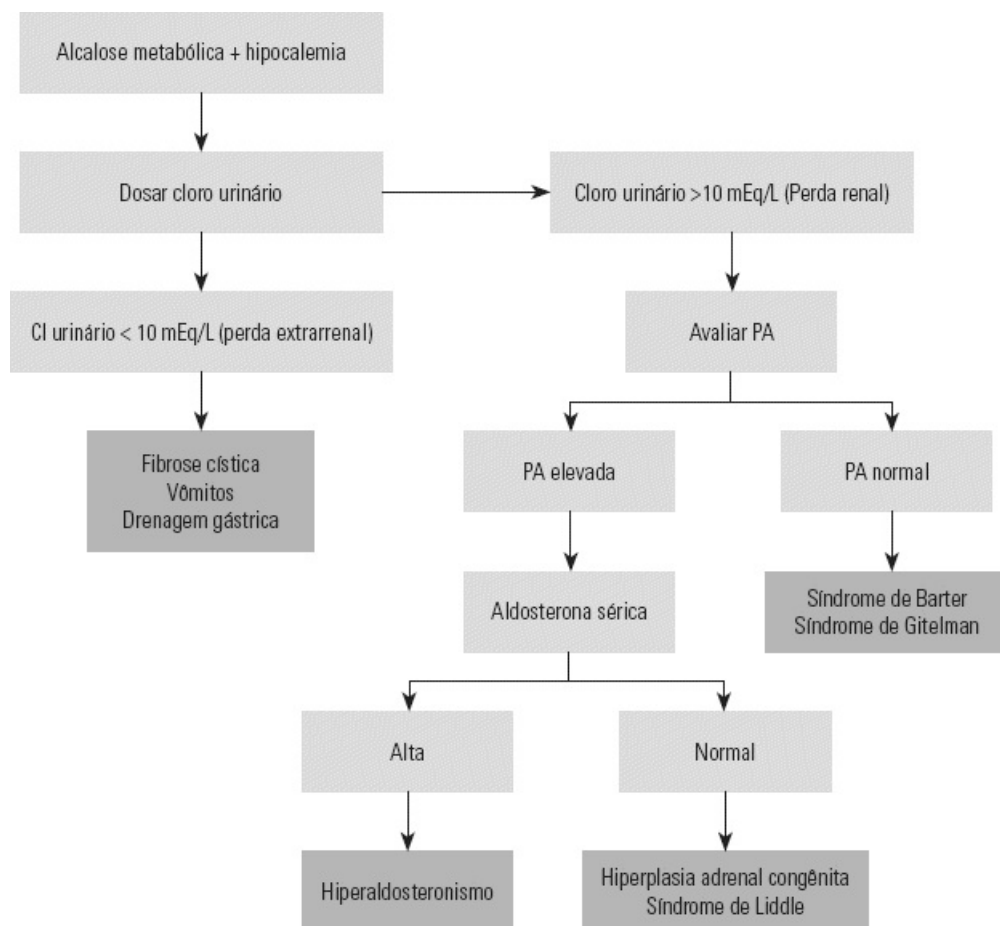 Alcalose metabólica + hipocalemia
Dosar cloro urinário
Cloro urinário >10 mEq/L (Perda renal)
Cl urinário < 10 mEq/L (perda extrarrenal)
Avaliar PA
Fibrose cística
Vômitos
Drenagem gástrica
PA elevada
PA normal
Aldosterona sérica
Síndrome de Barter
Síndrome de Gitelman
Alta
Normal
Hiperaldosteronismo
Hiperplasia adrenal congênita
Síndrome de Liddle